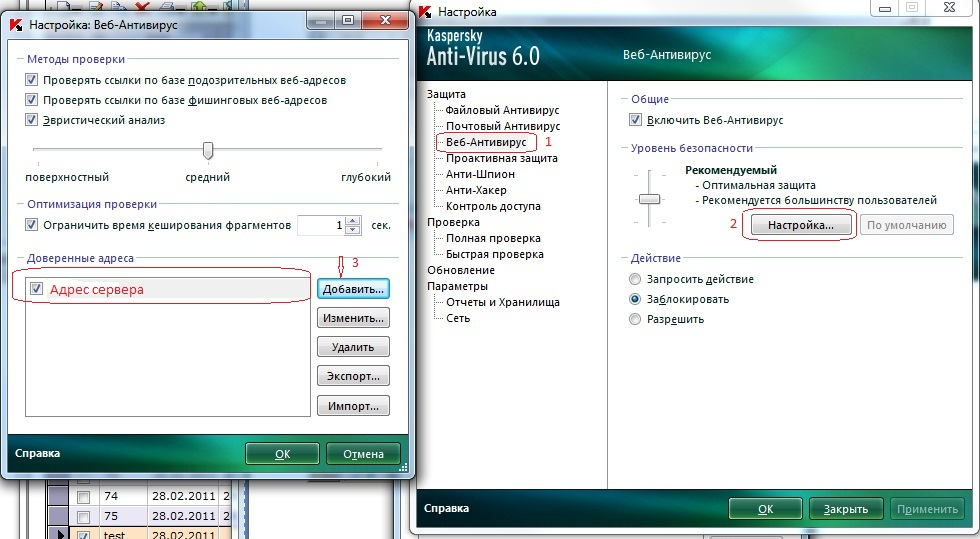 Настройка: Веб-Антивирус
Методы проверки
Проверять ссылки по базе подозрительных веб-адресов
Проверять ссылки по базе фишинговых веб-адресов
Эвристический анализ
поверхностный средний глубокий
Оптимизация проверки
Ограничить время кеширования фрагментов 1 сек.
Доверенные адреса
3
Адрес сервера
Добавить...
Изменить...
Удалить
Экспорт...
Импорт...
Справка
ОК
Отмена
74 28.02.2011 2
75 28.02.2011 2
test 28.02.2011
Настройка
Kaspersky
Anti-Virus 6.0
Веб-Антивирус
Защита
Файловый Антивирус
Почтовый Антивирус
Веб-Антивирус 1
Проактивная защита
Анти-Шпион
Анти-Хакер
Контроль доступа
Проверка
Полная проверка
Быстрая проверка
Обновление
Параметры
Отчеты и Хранилища
Сеть
Общие
Включить Веб-Антивирус
Уровень безопасности
Рекомендуемый
- Оптимальная защита
- Рекомендуется большинству пользователей
2 Настройка... По умолчанию
Действие
Запросить действие
Заблокировать
Разрешить
Справка
ОК
Закрыть
Применить